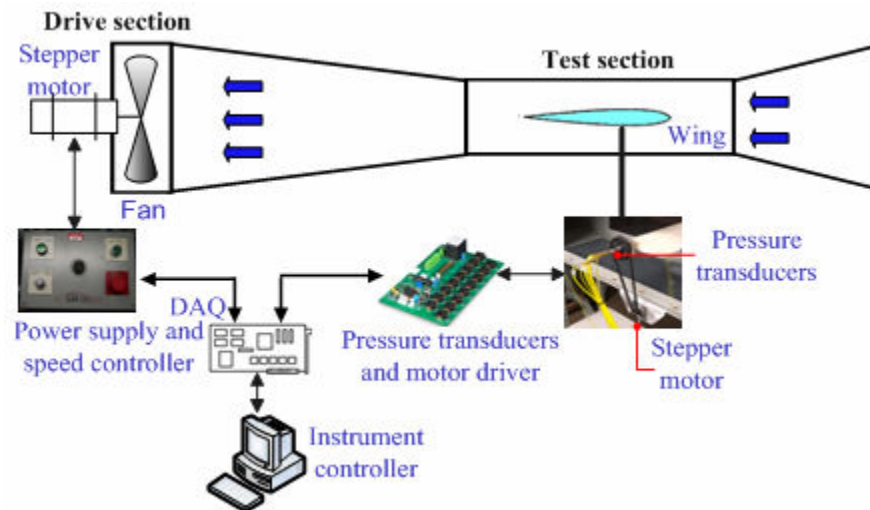 Drive section
Stepper
motor
Test section
Wing
Fan
Pressure
transducers
DAQ
Power supply and
speed controller
Pressure transducers
and motor driver
Stepper
motor
Instrument
controller